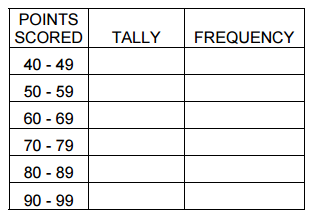 POINTS
SCORED TALLY FREQUENCY
40 - 49
50 - 59
60 - 69
70 - 79
80 - 89
90 - 99